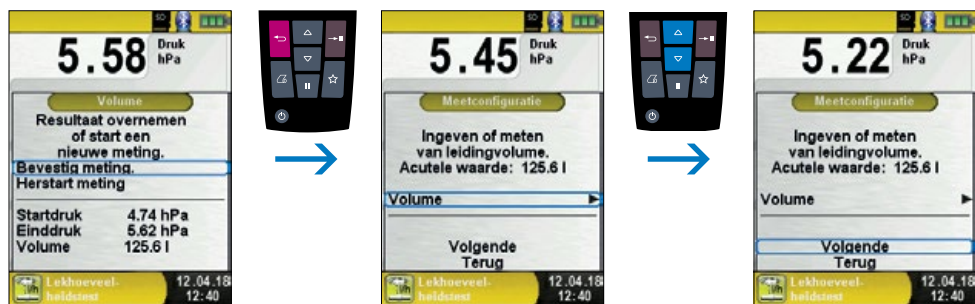 SD
5.58 Druk hPa
Volume
Resultaat overnemen
of start een
nieuwe meting.
Bevestig meting.
Herstart meting
Startdruk 4.74 hPa
Einddruk 5.62 hPa
Volume 125.6 l
Lekhoeveel-
heidstest
12.04.18
12:40
SD
5.45 Druk hPa
Meetconfiguratie
Ingeven of meten
van leidingvolume.
Acutele waarde: 125.6 l
Volume
Volgende
Terug
Lekhoeveel-
heidstest
12.04.18
12:40
SD
5.22 Druk hPa
Meetconfiguratie
Ingeven of meten
van leidingvolume.
Acutele waarde: 125.6 l
Volume
Volgende
Terug
Lekhoeveel-
heidstest
12.04.18
12:40